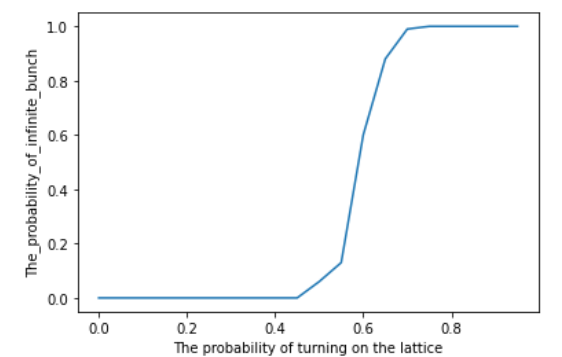 The_probability_of_infinite_bunch
1.0
0.8
0.6
0.4
0.2
0.0
0.0 0.2 0.4 0.6 0.8
The probability of turning on the lattice